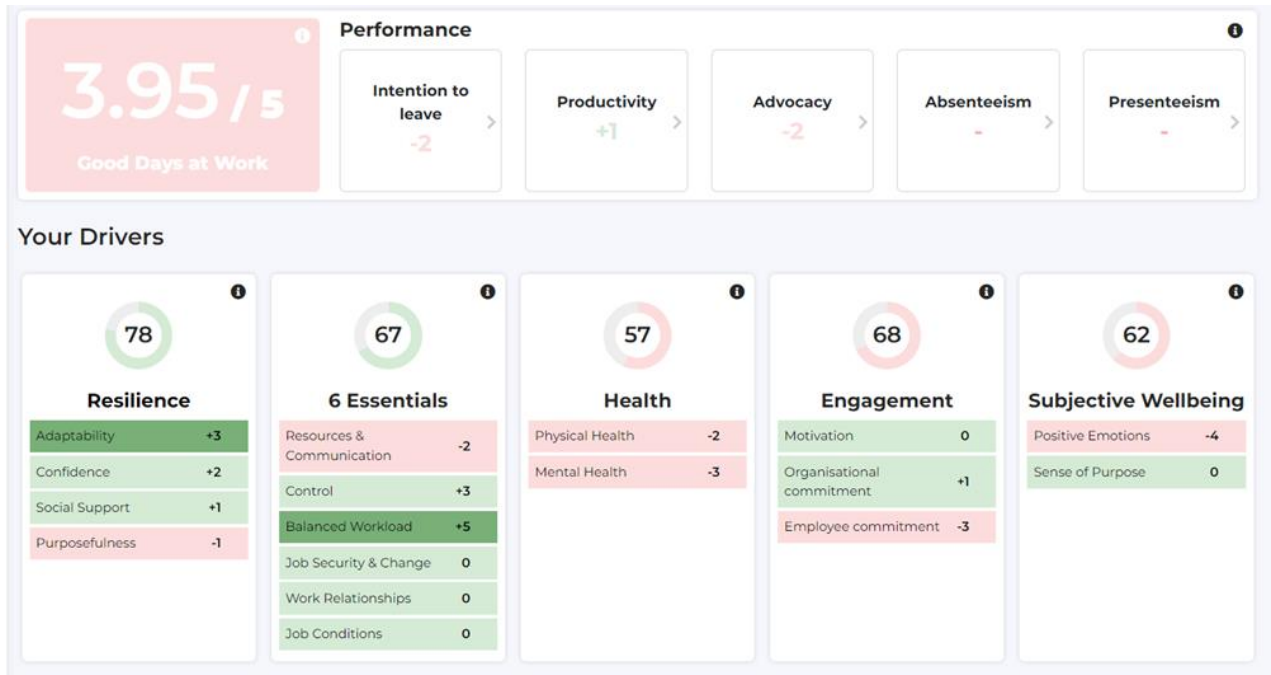 3.95 / 5
Good Days at Work
Performance
Intention to
leave
-2
Productivity
+1
Advocacy
-2
Absenteeism
-
Presenteeism
-
Your Drivers
78
Resilience
Adaptability +3
Confidence +2
Social Support +1
Purposefulness -1
67
6 Essentials
Resources &
Communication -2
Control +3
Balanced Workload +5
Job Security & Change 0
Work Relationships 0
Job Conditions 0
57
Health
Physical Health -2
Mental Health -3
68
Engagement
Motivation 0
Organisational
commitment +1
Employee commitment -3
62
Subjective Wellbeing
Positive Emotions -4
Sense of Purpose 0